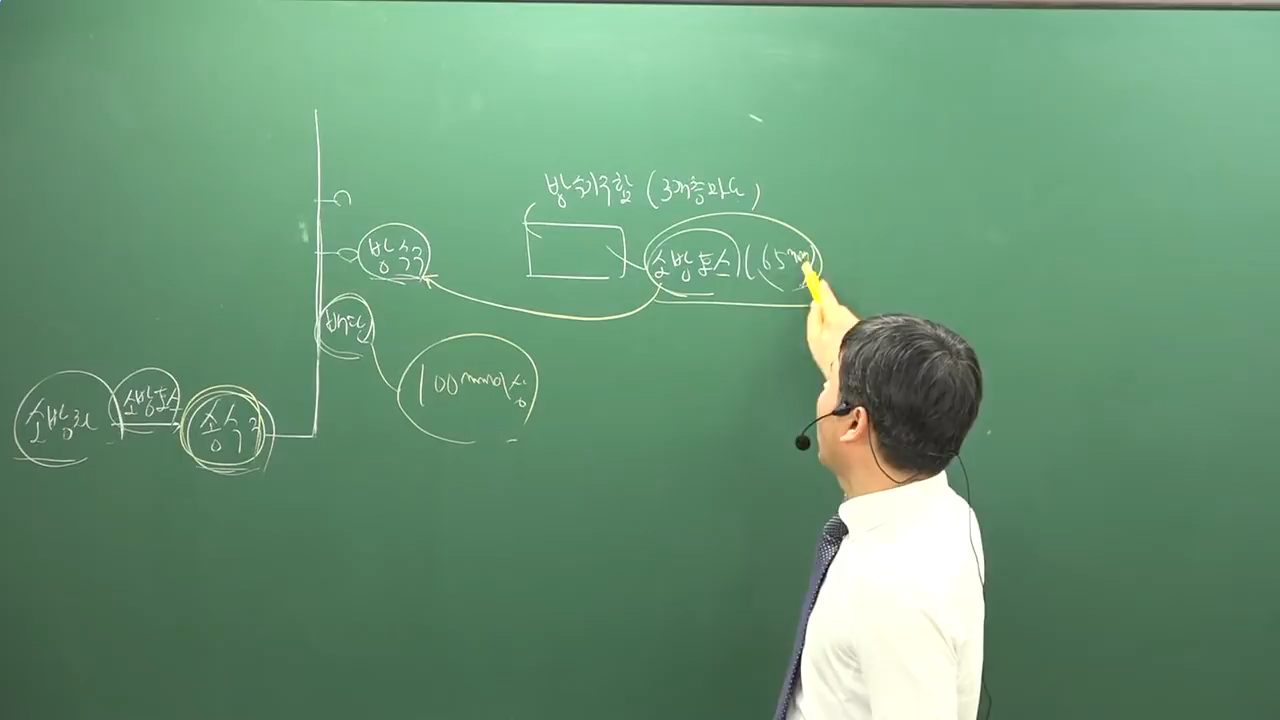 방수기구함 (3개층마다)
방수구
소방호스 (65mm)
배관
100mm이상
소방차
소방호스
송수구